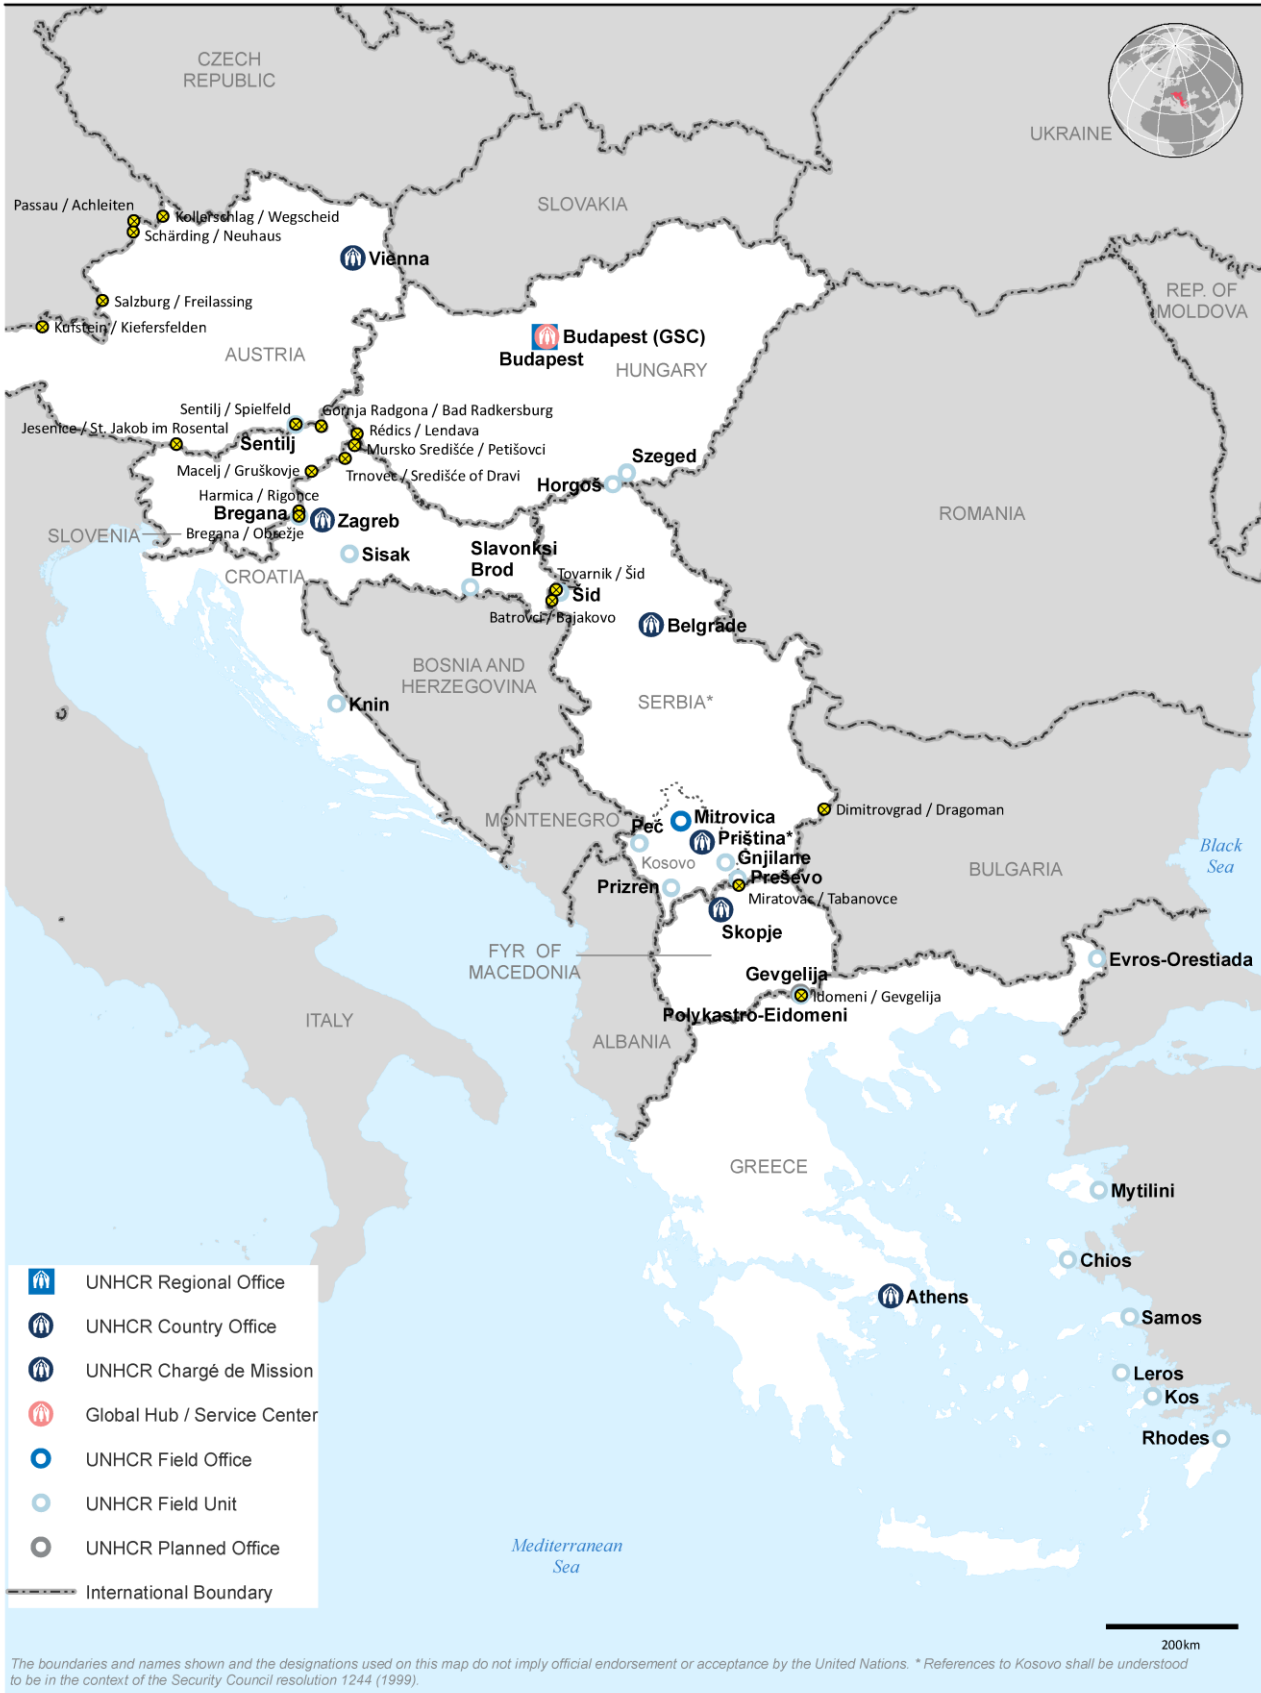 CZECH
REPUBLIC
UKRAINE
SLOVAKIA
Passau / Achleiten
Kollerschlag / Wegscheid
Schärding / Neuhaus
Vienna
REP. OF
MOLDOVA
Salzburg / Freilassing
Kufstein / Kiefersfelden
Budapest (GSC)
Budapest
AUSTRIA
HUNGARY
Sentilj / Spielfeld
Gornja Radgona / Bad Radkersburg
Jesenice / St. Jakob im Rosental
Rédics / Lendava
Sentilj
Mursko Središće / Petišovci
Szeged
Macelj / Gruškovje
Trnovec / Središće of Dravi
Horgoš
Harmica / Rigonce
Bregana
Zagreb
ROMANIA
SLOVENIA
Bregana / Obrežje
Sisak
Slavonksi
Brod
CROATIA
Tovarnik / Šid
Šid
Batrovci / Bajakovo
Belgrade
BOSNIA AND
HERZEGOVINA
SERBIA*
Knin
Dimitrovgrad / Dragoman
MONTENEGRO
Mitrovica
Peć
Priština*
Black
Sea
Kosovo
Gnjilane
BULGARIA
Prizren
Preševo
Miratovac / Tabanovce
Skopje
FYR OF
MACEDONIA
Evros-Orestiada
Gevgelija
Idomeni / Gevgelija
Polykastro-Eidomeni
ITALY
ALBANIA
GREECE
Mytilini
Chios
Athens
Samos
Leros
Kos
Rhodes
UNHCR Regional Office
UNHCR Country Office
UNHCR Chargé de Mission
Global Hub / Service Center
UNHCR Field Office
UNHCR Field Unit
UNHCR Planned Office
International Boundary
Mediterranean
Sea
200km
The boundaries and names shown and the designations used on this map do not imply official endorsement or acceptance by the United Nations. * References to Kosovo shall be understood
to be in the context of the Security Council resolution 1244 (1999).